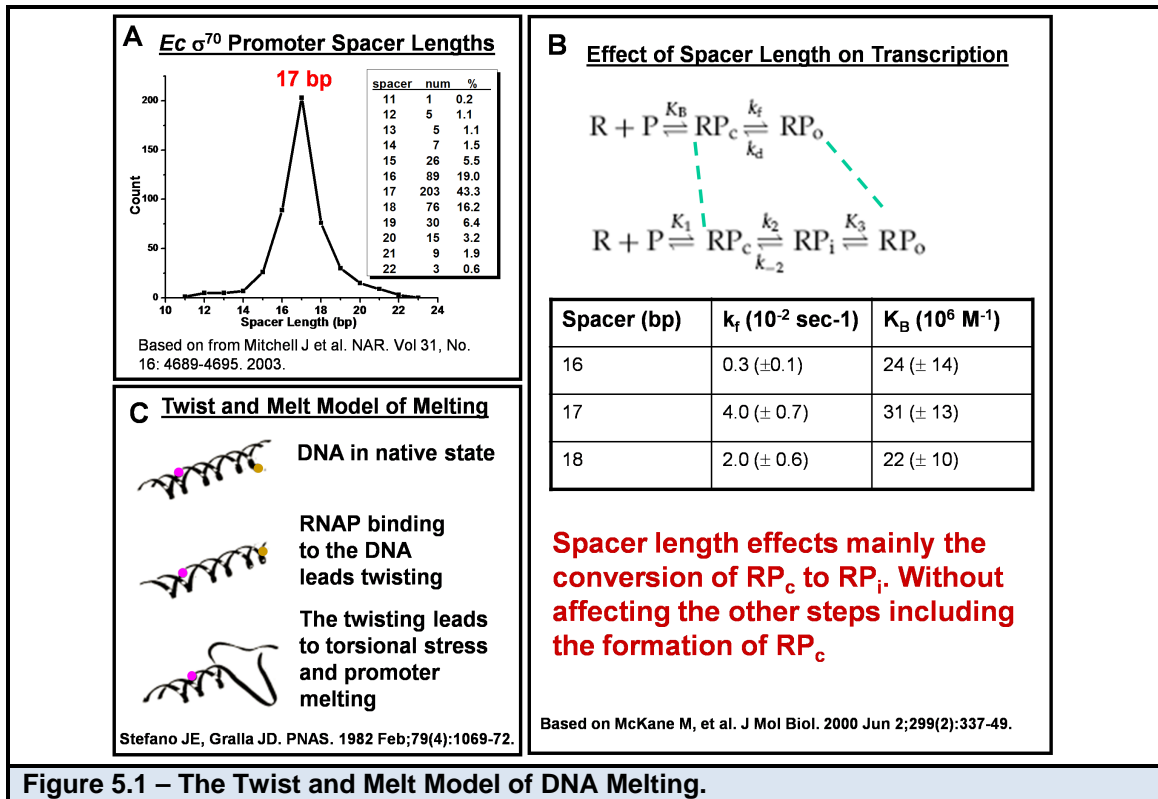 A
Ec σ70 Promoter Spacer Lengths
17 bp
200
150
100
50
0
Count
10 12 14 16 18 20 22 24
Spacer Length (bp)
spacer num %
11 1 0.2
12 5 1.1
13 5 1.1
14 7 1.5
15 26 5.5
16 89 19.0
17 203 43.3
18 76 16.2
19 30 6.4
20 15 3.2
21 9 1.9
22 3 0.6
Based on from Mitchell J et al. NAR. Vol 31, No.
16: 4689-4695. 2003.
B
Effect of Spacer Length on Transcription
R + P ⇌ RPc ⇌ RPo
KB kf
kd
R + P ⇌ RPc ⇌ RPi ⇌ RPo
K1 k2 K3
k−2
Spacer (bp) kf (10-2 sec-1) KB (106 M-1)
16 0.3 (±0.1) 24 (± 14)
17 4.0 (± 0.7) 31 (± 13)
18 2.0 (± 0.6) 22 (± 10)
Spacer length effects mainly the
conversion of RPc to RPi. Without
affecting the other steps including
the formation of RPc
Based on McKane M, et al. J Mol Biol. 2000 Jun 2;299(2):337-49.
C
Twist and Melt Model of Melting
DNA in native state
RNAP binding
to the DNA
leads twisting
The twisting leads
to torsional stress
and promoter
melting
Stefano JE, Gralla JD. PNAS. 1982 Feb;79(4):1069-72.
Figure 5.1 – The Twist and Melt Model of DNA Melting.